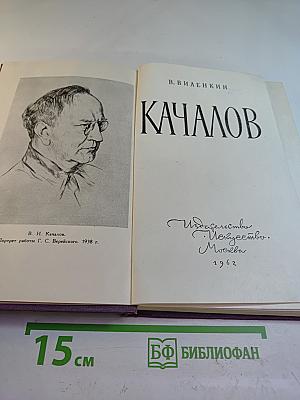 В. И. Качалов.
Портрет работы Г. С. Верейского. 1938 г.
В. ВИЛЕНКИН
КАЧАЛОВ
Издательство
„Искусство“
Москва
1962
15 см
БФ БИБЛИОФАН